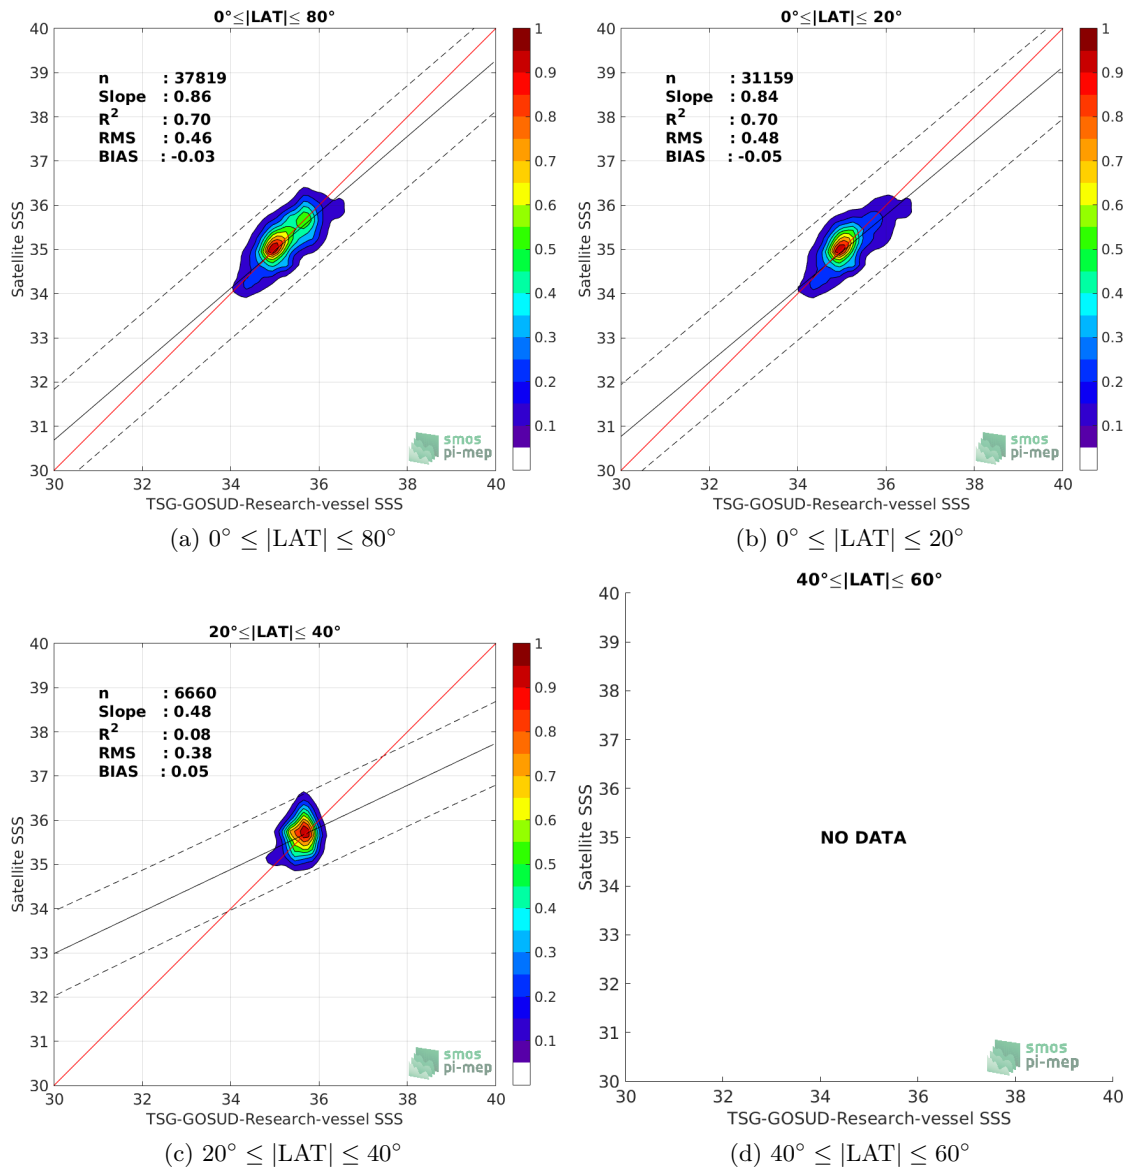 0°≤|LAT|≤ 80°
n : 37819
Slope : 0.86
R2 : 0.70
RMS : 0.46
BIAS : -0.03
40
39
38
37
36
35
34
33
32
31
30
Satellite SSS
30 32 34 36 38 40
TSG-GOSUD-Research-vessel SSS
1
0.9
0.8
0.7
0.6
0.5
0.4
0.3
0.2
0.1
smos
pi-mep
(a) 0° ≤ |LAT| ≤ 80°
0°≤|LAT|≤ 20°
n : 31159
Slope : 0.84
R2 : 0.70
RMS : 0.48
BIAS : -0.05
40
39
38
37
36
35
34
33
32
31
30
Satellite SSS
30 32 34 36 38 40
TSG-GOSUD-Research-vessel SSS
1
0.9
0.8
0.7
0.6
0.5
0.4
0.3
0.2
0.1
smos
pi-mep
(b) 0° ≤ |LAT| ≤ 20°
20°≤|LAT|≤ 40°
n : 6660
Slope : 0.48
R2 : 0.08
RMS : 0.38
BIAS : 0.05
40
39
38
37
36
35
34
33
32
31
30
Satellite SSS
30 32 34 36 38 40
TSG-GOSUD-Research-vessel SSS
1
0.9
0.8
0.7
0.6
0.5
0.4
0.3
0.2
0.1
smos
pi-mep
(c) 20° ≤ |LAT| ≤ 40°
40°≤|LAT|≤ 60°
40
39
38
37
36
35
34
33
32
31
30
Satellite SSS
NO DATA
30 32 34 36 38 40
TSG-GOSUD-Research-vessel SSS
smos
pi-mep
(d) 40° ≤ |LAT| ≤ 60°